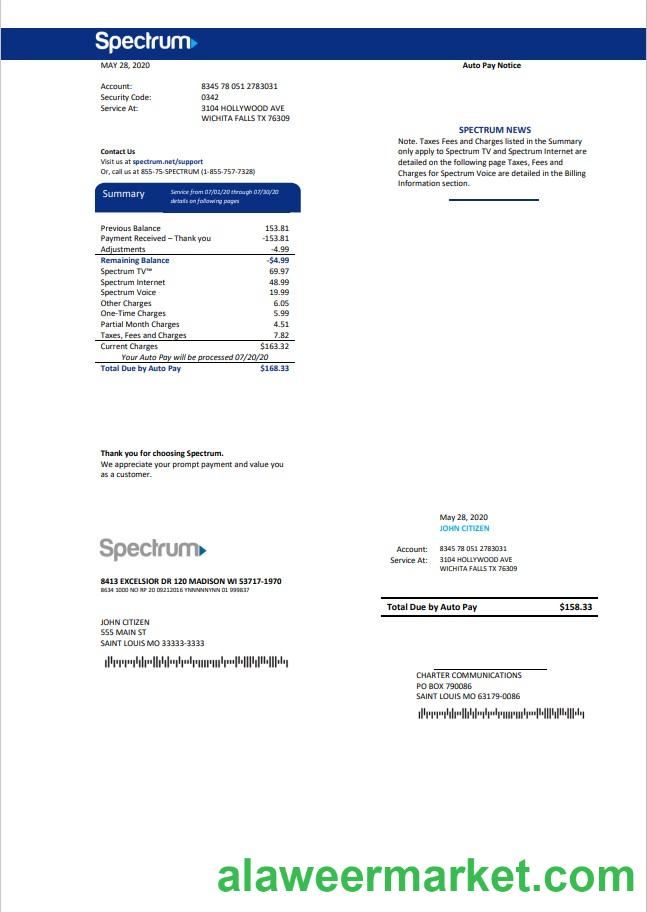 Spectrum
MAY 28, 2020
Auto Pay Notice
Account: 8345 78 051 2783031
Security Code: 0342
Service At: 3104 HOLLYWOOD AVE
WICHITA FALLS TX 76309
SPECTRUM NEWS
Note. Taxes Fees and Charges listed in the Summary
only apply to Spectrum TV and Spectrum Internet are
detailed on the following page Taxes, Fees and
Charges for Spectrum Voice are detailed in the Billing
Information section.
Contact Us
Visit us at spectrum.net/support
Or, call us at 855-75-SPECTRUM (1-855-757-7328)
Summary
Service from 07/01/20 through 07/30/20
details on following pages
Previous Balance 153.81
Payment Received – Thank you -153.81
Adjustments -4.99
Remaining Balance -$4.99
Spectrum TV™ 69.97
Spectrum Internet 48.99
Spectrum Voice 19.99
Other Charges 6.05
One-Time Charges 5.99
Partial Month Charges 4.51
Taxes, Fees and Charges 7.82
Current Charges $163.32
Your Auto Pay will be processed 07/20/20
Total Due by Auto Pay $168.33
Thank you for choosing Spectrum.
We appreciate your prompt payment and value you
as a customer.
May 28, 2020
JOHN CITIZEN
Account: 8345 78 051 2783031
Service At: 3104 HOLLYWOOD AVE
WICHITA FALLS TX 76309
Spectrum
8413 EXCELSIOR DR 120 MADISON WI 53717-1970
8634 1000 NO RP 20 09212016 YNNNNNYNN 01 999837
Total Due by Auto Pay $158.33
JOHN CITIZEN
555 MAIN ST
SAINT LOUIS MO 33333-3333
CHARTER COMMUNICATIONS
PO BOX 790086
SAINT LOUIS MO 63179-0086
alaweermarket.com